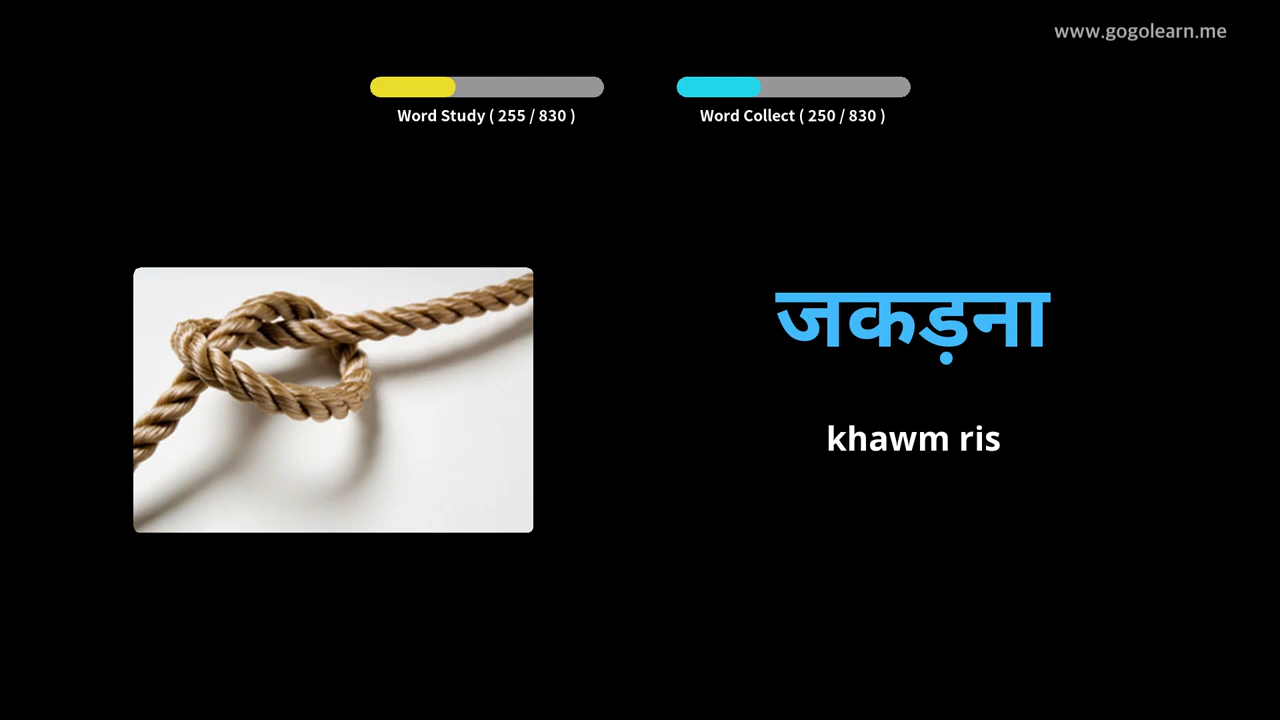 www.gogolearn.me
Word Study ( 255 / 830 )
Word Collect ( 250 / 830 )
जकड़ना
khawm ris